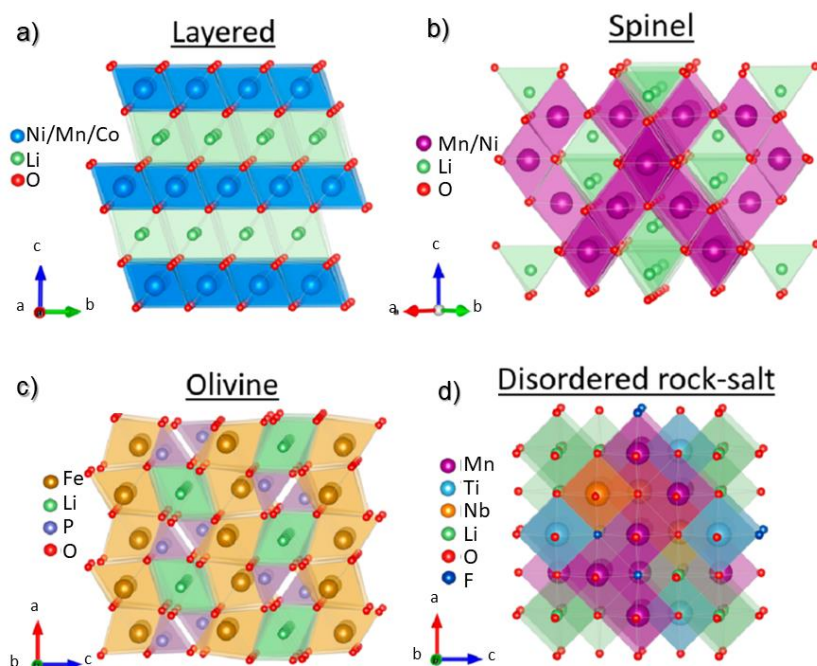 a)
Layered
Ni/Mn/Co
Li
O
c
a
b
b)
Spinel
Mn/Ni
Li
O
c
a
b
c)
Olivine
Fe
Li
P
O
a
b
c
d)
Disordered rock-salt
Mn
Ti
Nb
Li
O
F
a
b
c